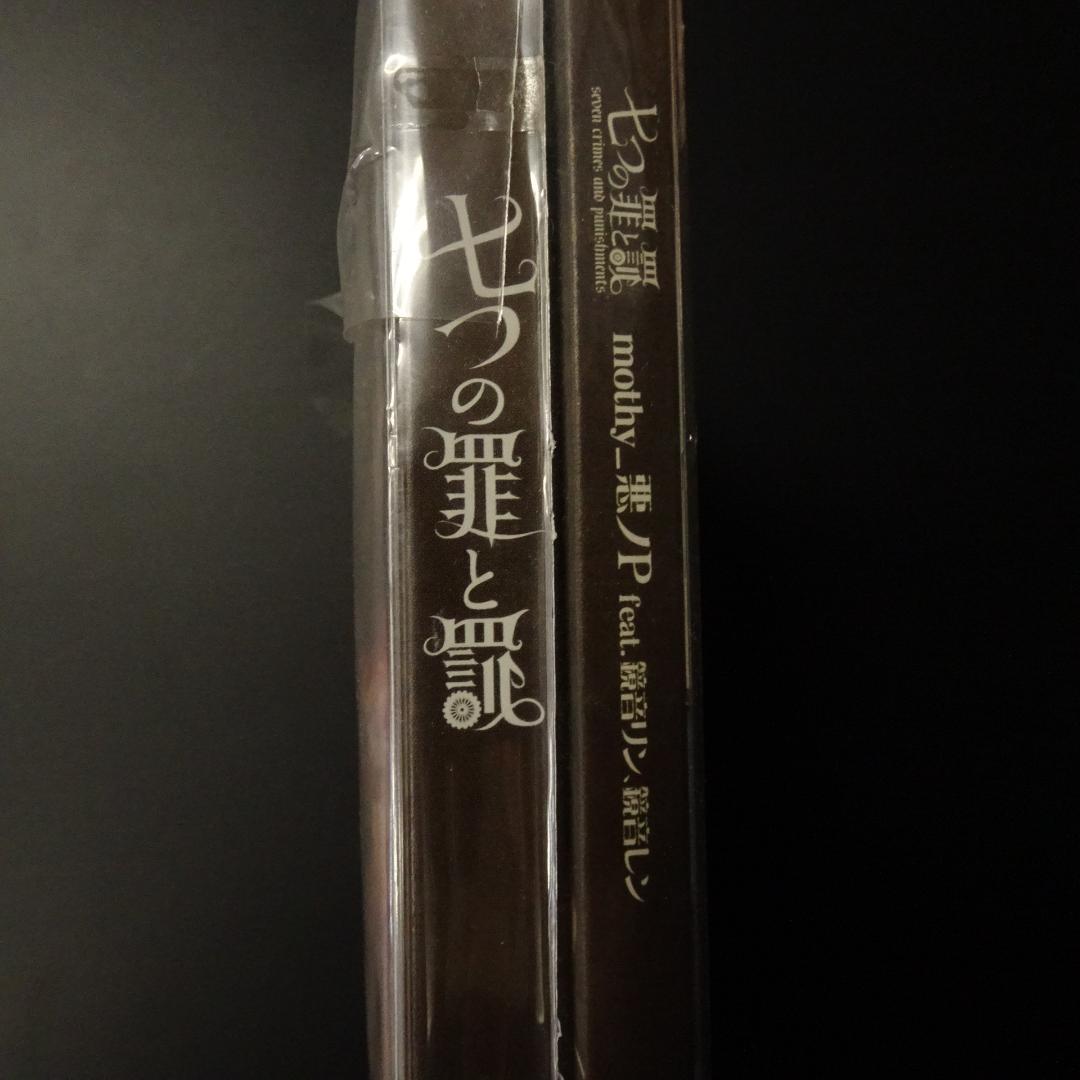 七つの罪と罰
七つの罪と罰
seven crimes and punishments
mothy_悪ノP feat.鏡音リン、鏡音レン